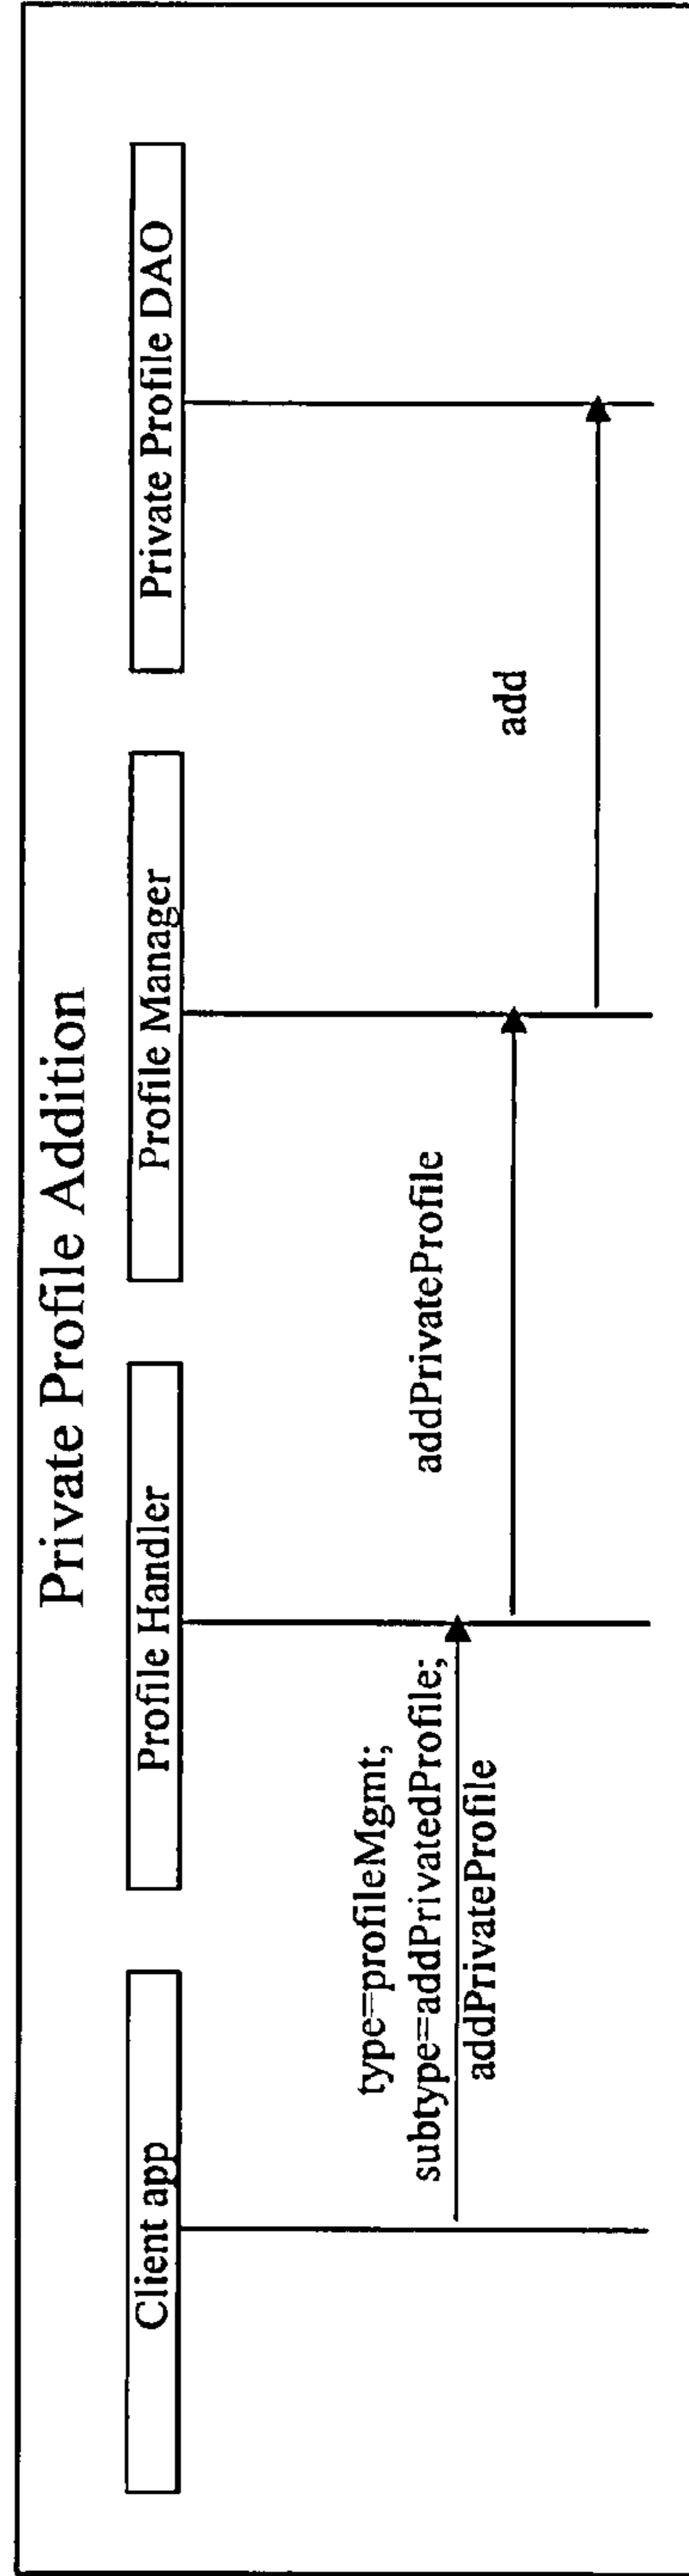 Private Profile Addition
Client app
Profile Handler
Profile Manager
Private Profile DAO
type=profileMgmt;
subtype=addPrivatedProfile;
addPrivateProfile
addPrivateProfile
add